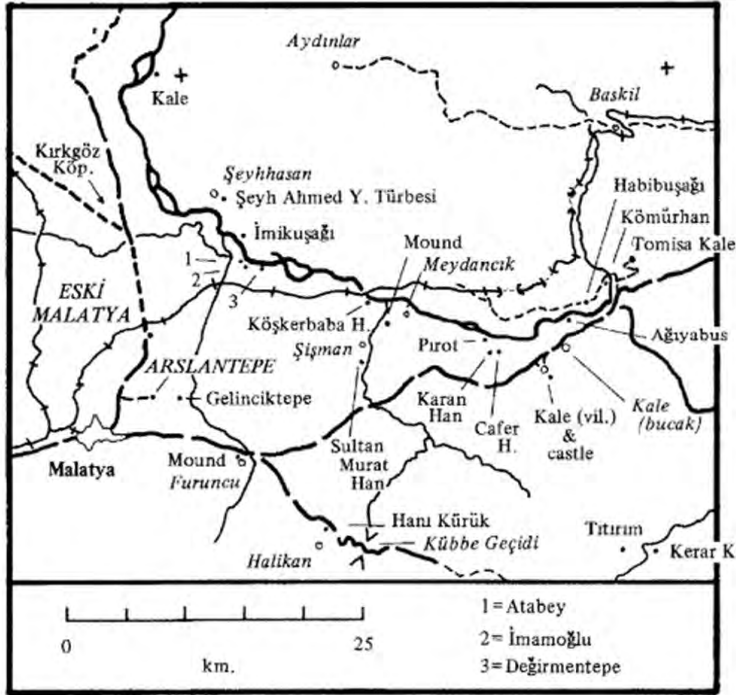 Aydınlar
Kale
Baskil
Kırkgöz
Köp.
Şeyhhasan
Şeyh Ahmed Y. Türbesi
Habibuşağı
Kömürhan
İmikuşağı
Mound
Tomisa Kale
Meydancık
1
2
3
ESKİ
MALATYA
Köşkerbaba H.
Şişman
Pırot
Ağıyabus
ARSLANTEPE
Gelinciktepe
Karan
Han
Cafer
H.
Kale (vil.)
&
castle
Kale
(bucak)
Malatya
Mound
Furuncu
Sultan
Murat
Han
Hanı Kürük
Kübbe Geçidi
Halikan
Tıtırım
Kerar K
0
25
km.
1=Atabey
2=İmamoğlu
3=Değirmentepe